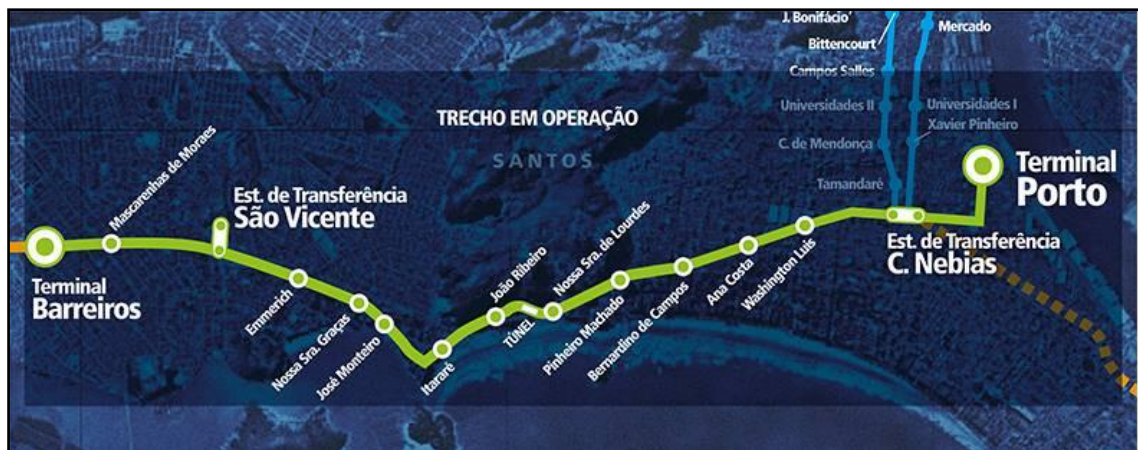 J. Bonifácio'
Bittencourt
Mercado
Campos Salles
Universidades II
Universidades I
Xavier Pinheiro
C. de Mendonça
Tamandaré
TRECHO EM OPERAÇÃO
SANTOS
Terminal
Porto
Est. de Transferência
C. Nebias
Mascarenhas de Moraes
Est. de Transferência
São Vicente
Terminal
Barreiros
Emmerich
Nossa Sra. Graças
José Monteiro
Itararé
João Ribeiro
TÚNEL
Nossa Sra. de Lourdes
Pinheiro Machado
Bernardino de Campos
Ana Costa
Washington Luis